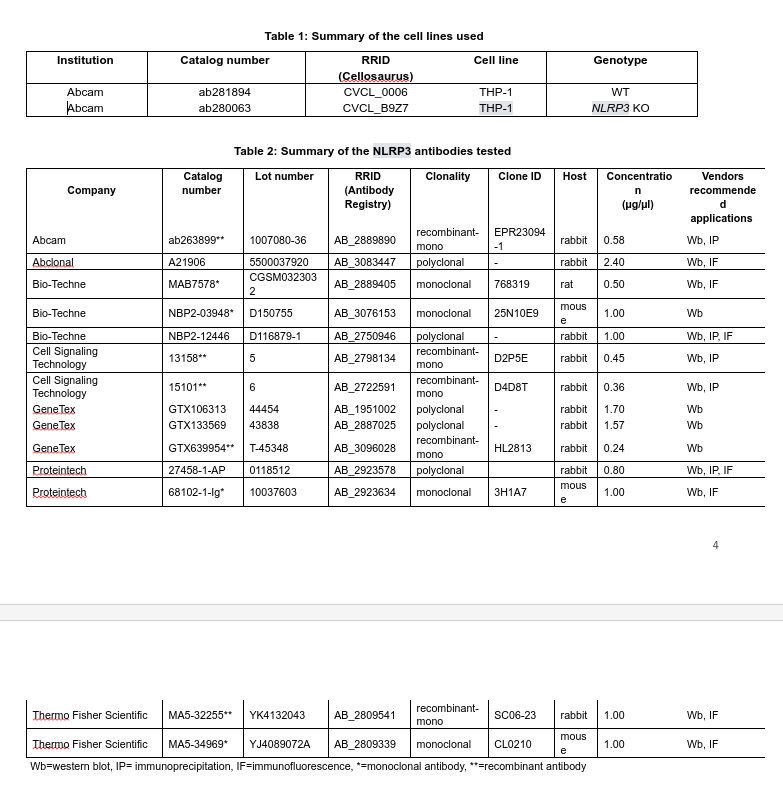 Table 1: Summary of the cell lines used
Institution Catalog number RRID (Cellosaurus) Cell line Genotype
Abcam ab281894 CVCL_0006 THP-1 WT
Abcam ab280063 CVCL_B9Z7 THP-1 NLRP3 KO
Table 2: Summary of the NLRP3 antibodies tested
Company Catalog number Lot number RRID (Antibody Registry) Clonality Clone ID Host Concentration (µg/µl) Vendors recommended applications
Abcam ab263899** 1007080-36 AB_2889890 recombinant-mono EPR23094-1 rabbit 0.58 Wb, IP
Abclonal A21906 5500037920 AB_3083447 polyclonal - rabbit 2.40 Wb, IF
Bio-Techne MAB7578* CGSM0323032 AB_2889405 monoclonal 768319 rat 0.50 Wb, IF
Bio-Techne NBP2-03948* D150755 AB_3076153 monoclonal 25N10E9 mouse 1.00 Wb
Bio-Techne NBP2-12446 D116879-1 AB_2750946 polyclonal - rabbit 1.00 Wb, IP, IF
Cell Signaling Technology 13158** 5 AB_2798134 recombinant-mono D2P5E rabbit 0.45 Wb, IP
Cell Signaling Technology 15101** 6 AB_2722591 recombinant-mono D4D8T rabbit 0.36 Wb, IP
GeneTex GTX106313 44454 AB_1951002 polyclonal - rabbit 1.70 Wb
GeneTex GTX133569 43838 AB_2887025 polyclonal - rabbit 1.57 Wb
GeneTex GTX639954** T-45348 AB_3096028 recombinant-mono HL2813 rabbit 0.24 Wb
Proteintech 27458-1-AP 0118512 AB_2923578 polyclonal rabbit 0.80 Wb, IP, IF
Proteintech 68102-1-Ig* 10037603 AB_2923634 monoclonal 3H1A7 mouse 1.00 Wb, IF
4
Thermo Fisher Scientific MA5-32255** YK4132043 AB_2809541 recombinant-mono SC06-23 rabbit 1.00 Wb, IF
Thermo Fisher Scientific MA5-34969* YJ4089072A AB_2809339 monoclonal CL0210 mouse 1.00 Wb, IF
Wb=western blot, IP= immunoprecipitation, IF=immunofluorescence, *=monoclonal antibody, **=recombinant antibody